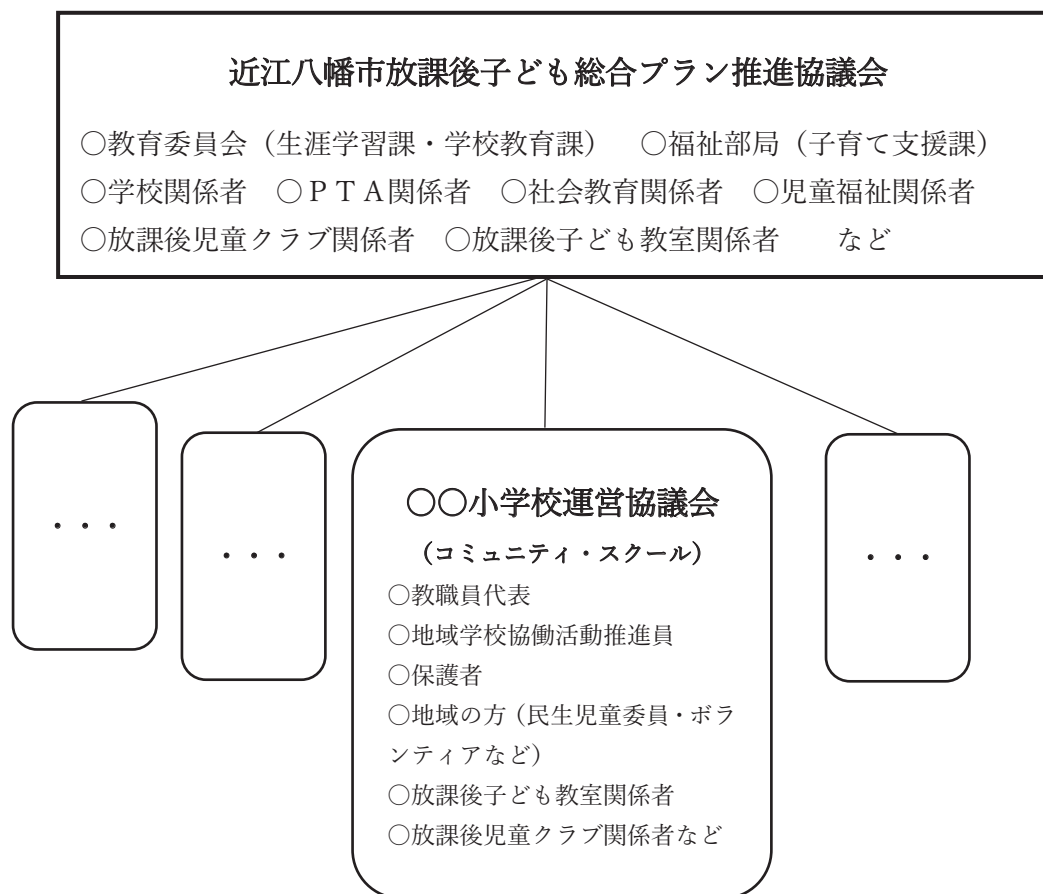 近江八幡市放課後子ども総合プラン推進協議会
○教育委員会（生涯学習課・学校教育課）　○福祉部局（子育て支援課）
○学校関係者　○ＰＴＡ関係者　○社会教育関係者　○児童福祉関係者
○放課後児童クラブ関係者　○放課後子ども教室関係者　　など
・・・
・・・
○○小学校運営協議会
（コミュニティ・スクール）
○教職員代表
○地域学校協働活動推進員
○保護者
○地域の方（民生児童委員・ボラ
ンティアなど）
○放課後子ども教室関係者
○放課後児童クラブ関係者など
・・・